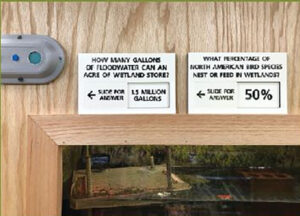 HOW MANY GALLONS
OF FLOODWATER CAN AN
ACRE OF WETLAND STORE?
← SLIDE FOR
ANSWER
1.5 MILLION
GALLONS
WHAT PERCENTAGE OF
NORTH AMERICAN BIRD SPECIES
NEST OR FEED IN WETLANDS?
← SLIDE FOR
ANSWER
50%